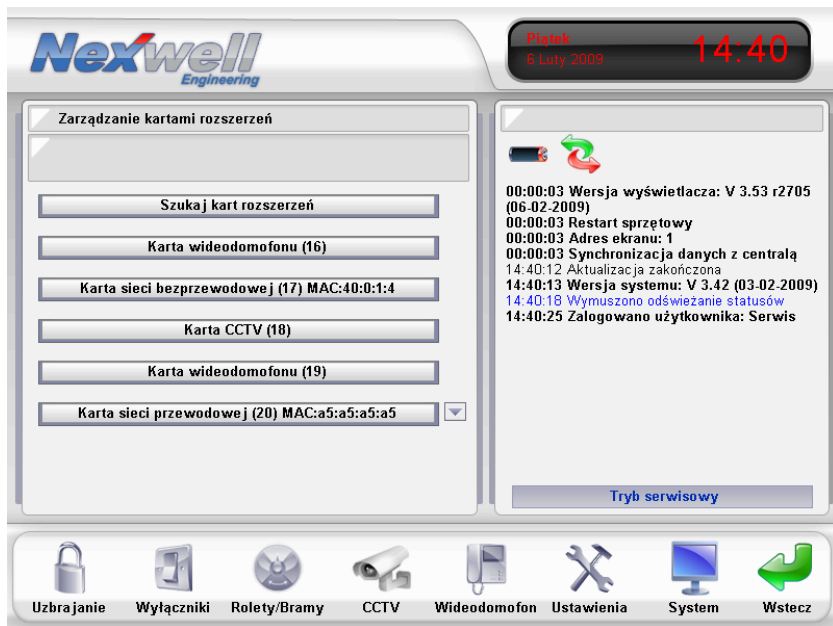 Nexwell
Engineering
Piątek
6 Luty 2009
14:40
Zarządzanie kartami rozszerzeń
Szukaj kart rozszerzeń
Karta wideodomofonu (16)
Karta sieci bezprzewodowej (17) MAC:40:0:1:4
Karta CCTV (18)
Karta wideodomofonu (19)
Karta sieci przewodowej (20) MAC:a5:a5:a5:a5
00:00:03 Wersja wyświetlacza: V 3.53 r2705
(06-02-2009)
00:00:03 Restart sprzętowy
00:00:03 Adres ekranu: 1
00:00:03 Synchronizacja danych z centralą
14:40:12 Aktualizacja zakończona
14:40:13 Wersja systemu: V 3.42 (03-02-2009)
14:40:18 Wymuszono odświeżanie statusów
14:40:25 Zalogowano użytkownika: Serwis
Tryb serwisowy
Uzbrajanie
Wyłączniki
Rolety/Bramy
CCTV
Wideodomofon
Ustawienia
System
Wstecz